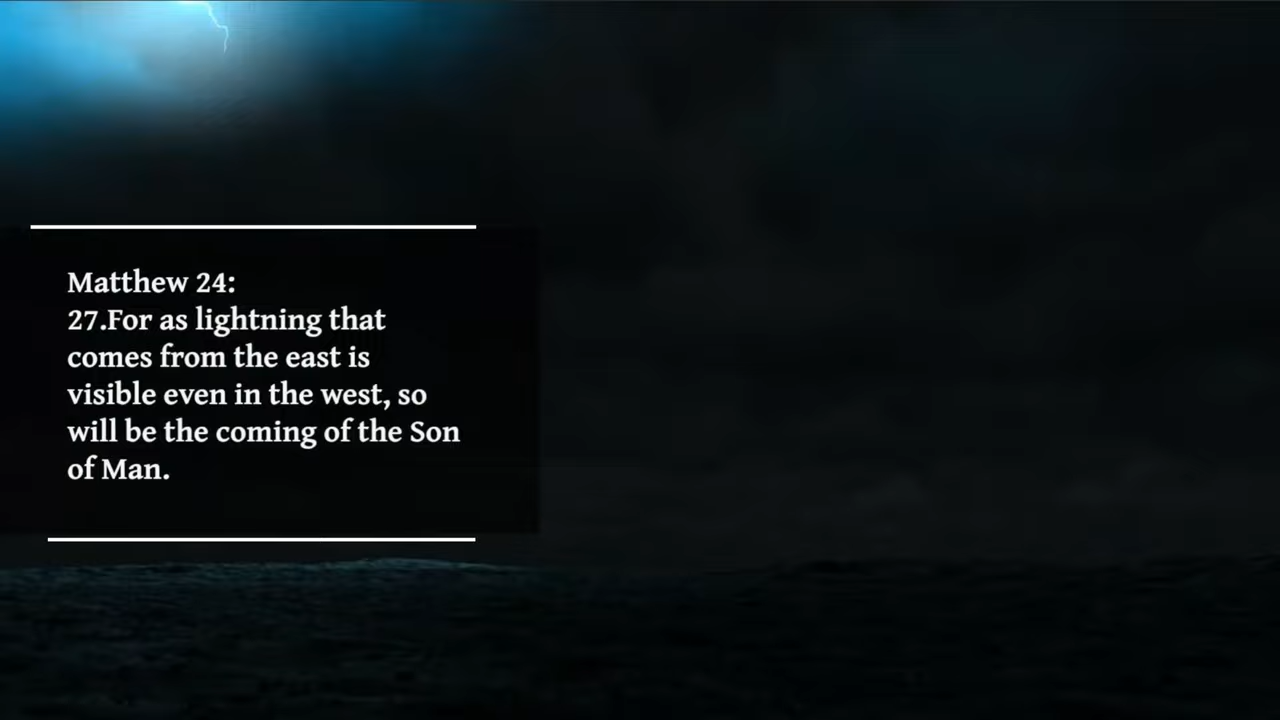 Matthew 24:
27.For as lightning that
comes from the east is
visible even in the west, so
will be the coming of the Son
of Man.